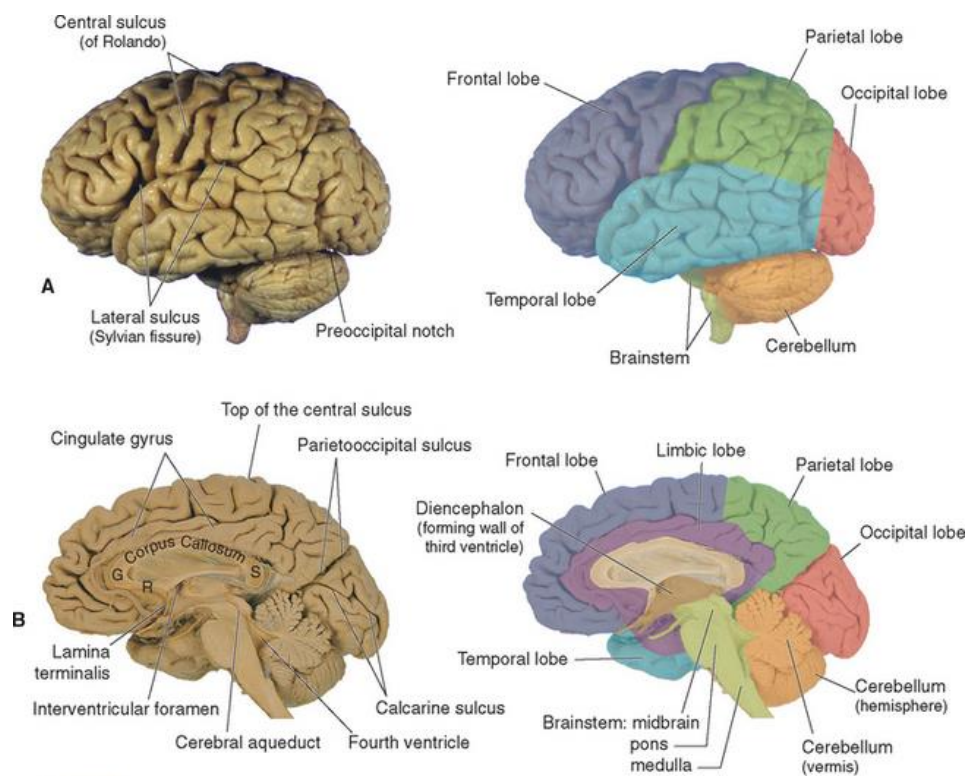 Central sulcus
(of Rolando)
Lateral sulcus
(Sylvian fissure)
Preoccipital notch
A
Frontal lobe
Parietal lobe
Occipital lobe
Temporal lobe
Brainstem
Cerebellum
Top of the central sulcus
Cingulate gyrus
Parietooccipital sulcus
Corpus Callosum
G
R
S
B
Lamina
terminalis
Interventricular foramen
Cerebral aqueduct
Fourth ventricle
Calcarine sulcus
Frontal lobe
Limbic lobe
Parietal lobe
Diencephalon
(forming wall of
third ventricle)
Occipital lobe
Temporal lobe
Brainstem: midbrain
pons
medulla
Cerebellum
(hemisphere)
Cerebellum
(vermis)